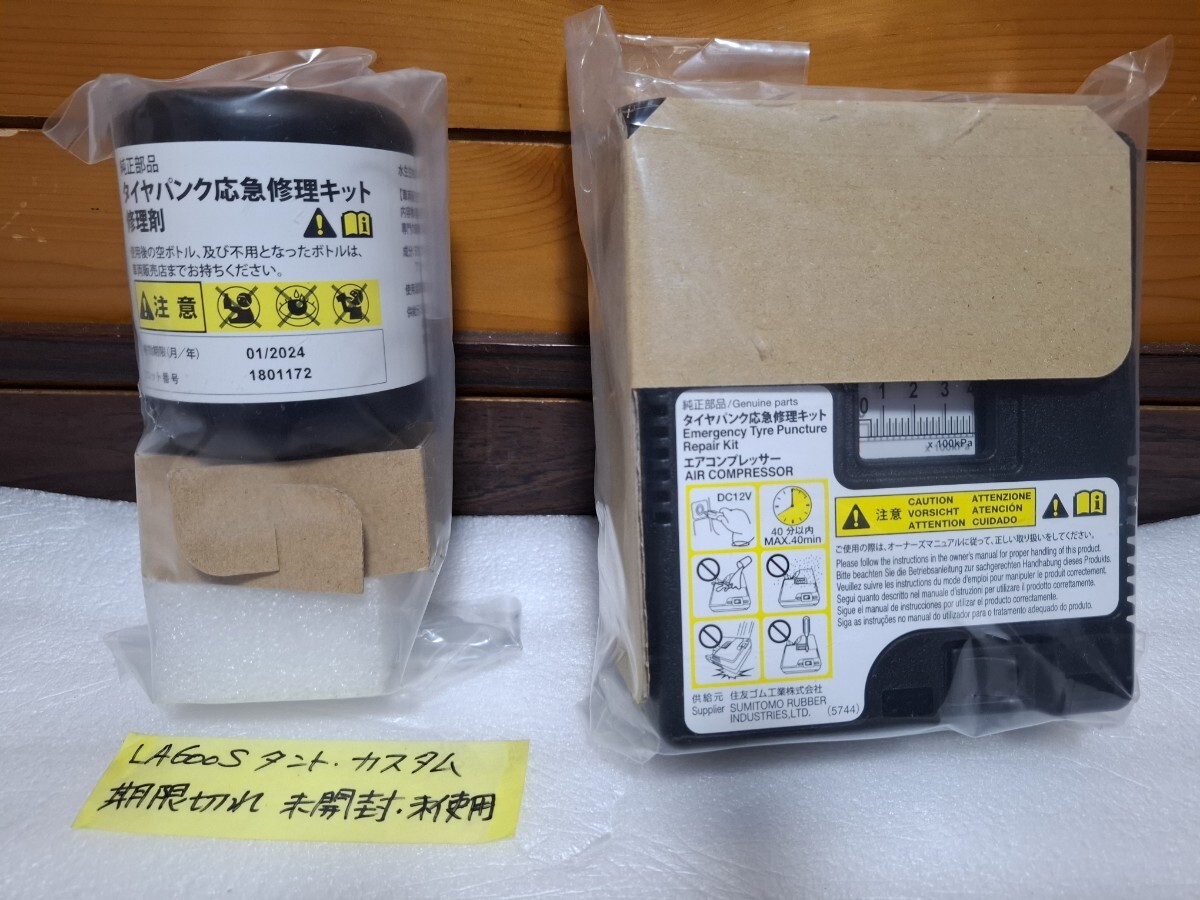 純正部品
タイヤパンク応急修理キット
修理剤
使用後の空ボトル、及び不用となったボトルは、
車両販売店までお持ちください。
注意
(月/年) 01/2024
ロット番号 1801172
純正部品/Genuine parts
タイヤパンク応急修理キット
Emergency Tyre Puncture
Repair Kit
エアコンプレッサー
AIR COMPRESSOR
0 1 2 3 4
x 100kPa
DC12V
40分以内
MAX.40min
注意
CAUTION ATTENZIONE
VORSICHT ATENCIÓN
ATTENTION CUIDADO
ご使用の際は、オーナーズマニュアルに従って、正しい取り扱いをしてください。
Please follow the instructions in the owner's manual for proper handling of this product.
Bitte beachten Sie die Betriebsanleitung zur sachgerechten Handhabung dieses Produkts.
Veuillez suivre les instructions du mode d'emploi pour manipuler le produit correctement.
Segui quanto descritto nel manuale d'istruzioni per utilizzare il prodotto correttamente.
Sigue el manual de instrucciones por utilizar el producto correctamente.
Siga as instruções no manual do utilizador para o tratamento adequado do produto.
供給元 住友ゴム工業株式会社
Supplier SUMITOMO RUBBER
INDUSTRIES,LTD. (5744)
LA600S タント・カスタム
期限切れ 未開封・未使用